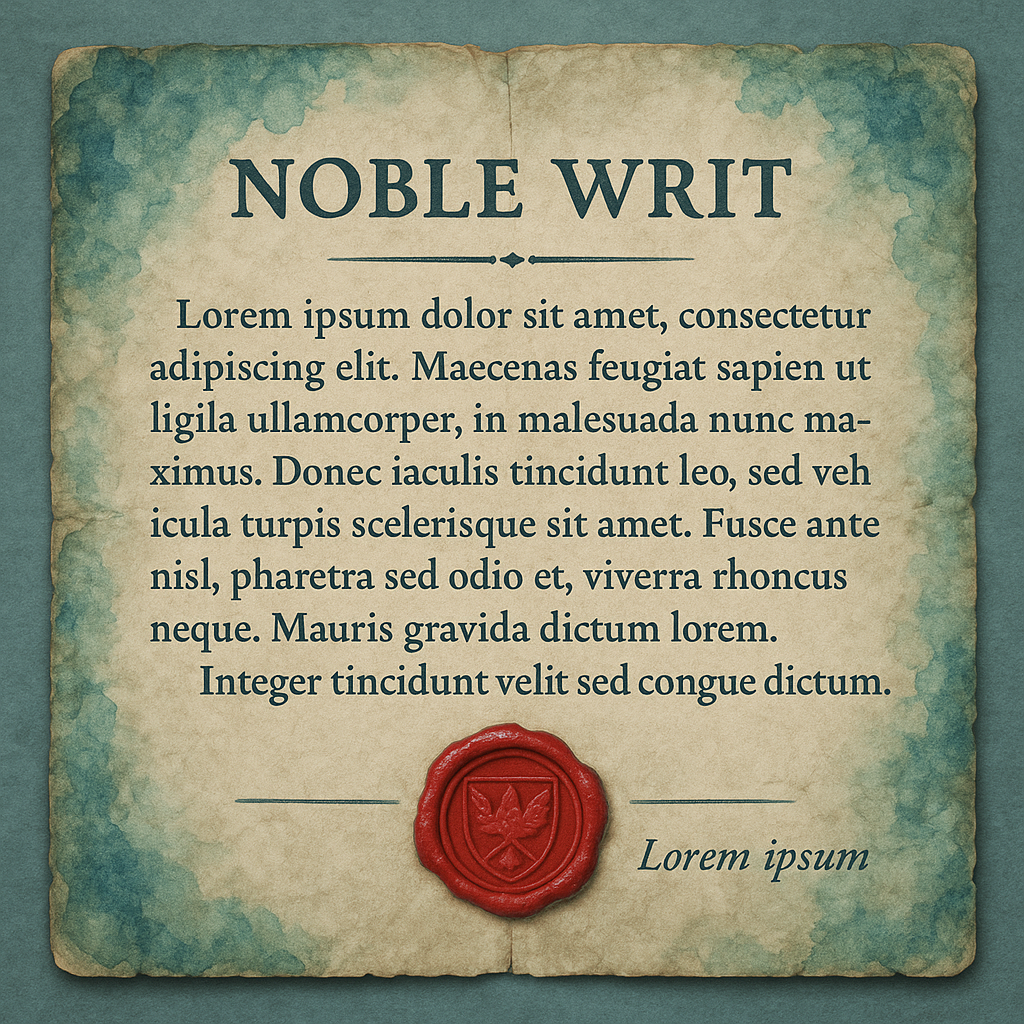 NOBLE WRIT
Lorem ipsum dolor sit amet, consectetur
adipiscing elit. Maecenas feugiat sapien ut
ligila ullamcorper, in malesuada nunc ma-
ximus. Donec iaculis tincidunt leo, sed veh
icula turpis scelerisque sit amet. Fusce ante
nisl, pharetra sed odio et, viverra rhoncus
neque. Mauris gravida dictum lorem.
Integer tincidunt velit sed congue dictum.
Lorem ipsum